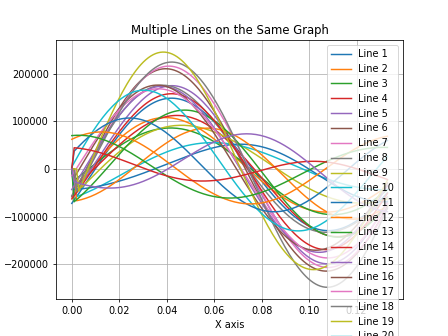 Multiple Lines on the Same Graph
200000
100000
0
−100000
−200000
0.00
0.02
0.04
0.06
0.08
0.10
X axis
Line 1
Line 2
Line 3
Line 4
Line 5
Line 6
Line 7
Line 8
Line 9
Line 10
Line 11
Line 13
Line 14
Line 15
Line 16
Line 17
Line 18
Line 19
Line 20